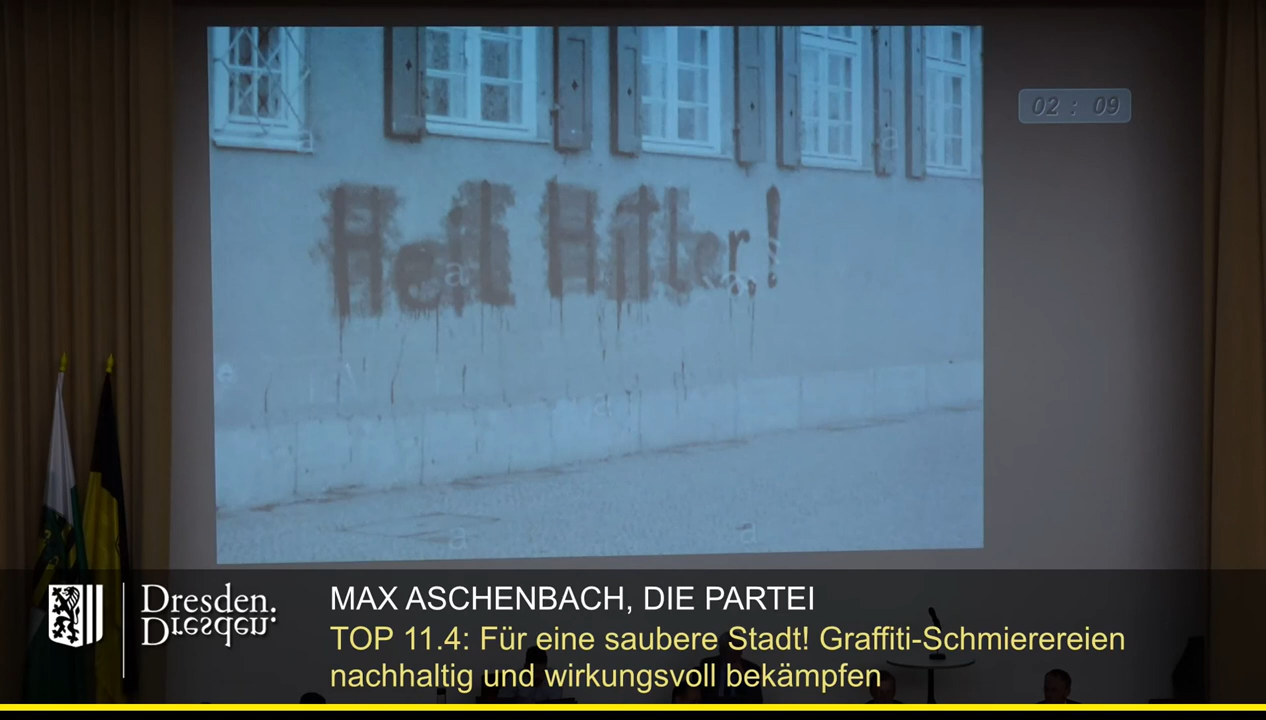 02 : 09
Heil Hitler!
Dresden.
Dresden.
MAX ASCHENBACH, DIE PARTEI
TOP 11.4: Für eine saubere Stadt! Graffiti-Schmierereien
nachhaltig und wirkungsvoll bekämpfen